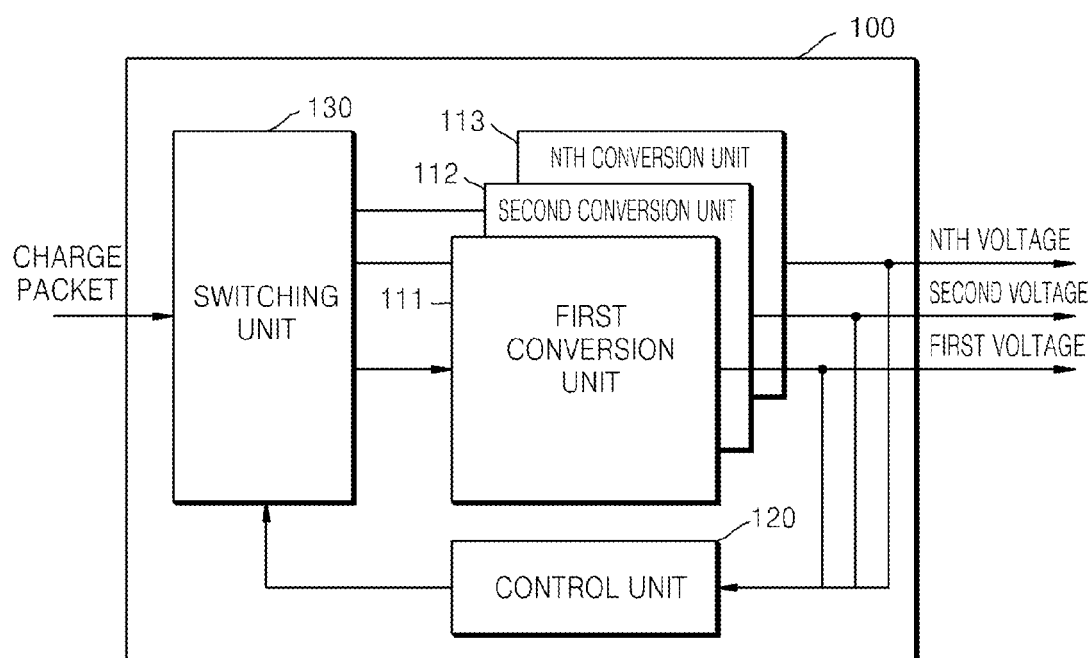 100
130
113
NTH CONVERSION UNIT
112
SECOND CONVERSION UNIT
NTH VOLTAGE
CHARGE
PACKET
SWITCHING
UNIT
111
FIRST
CONVERSION
UNIT
SECOND VOLTAGE
FIRST VOLTAGE
120
CONTROL UNIT